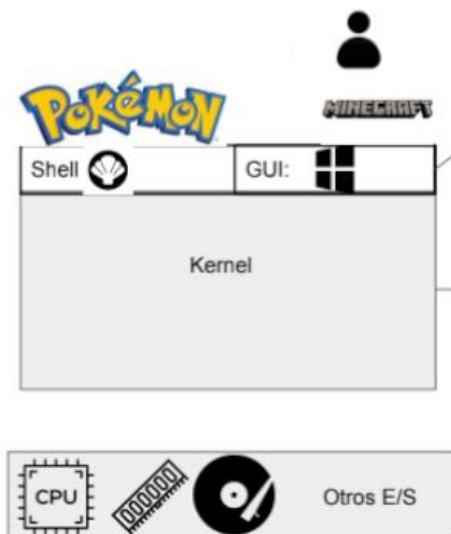 POKéMON
MINECRAFT
Shell
GUI:
Kernel
CPU
Otros E/S